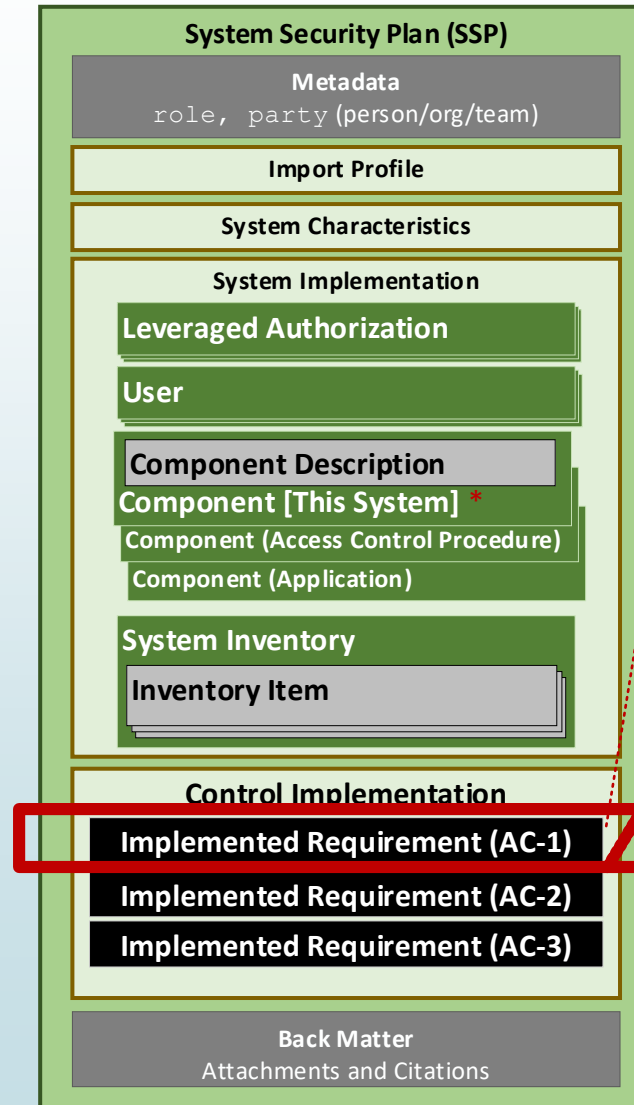 System Security Plan (SSP)
Metadata
role, party (person/org/team)
Import Profile
System Characteristics
System Implementation
Leveraged Authorization
User
Component Description
Component [This System] *
Component (Access Control Procedure)
Component (Application)
System Inventory
Inventory Item
Control Implementation
Implemented Requirement (AC-1)
Implemented Requirement (AC-2)
Implemented Requirement (AC-3)
Back Matter
Attachments and Citations